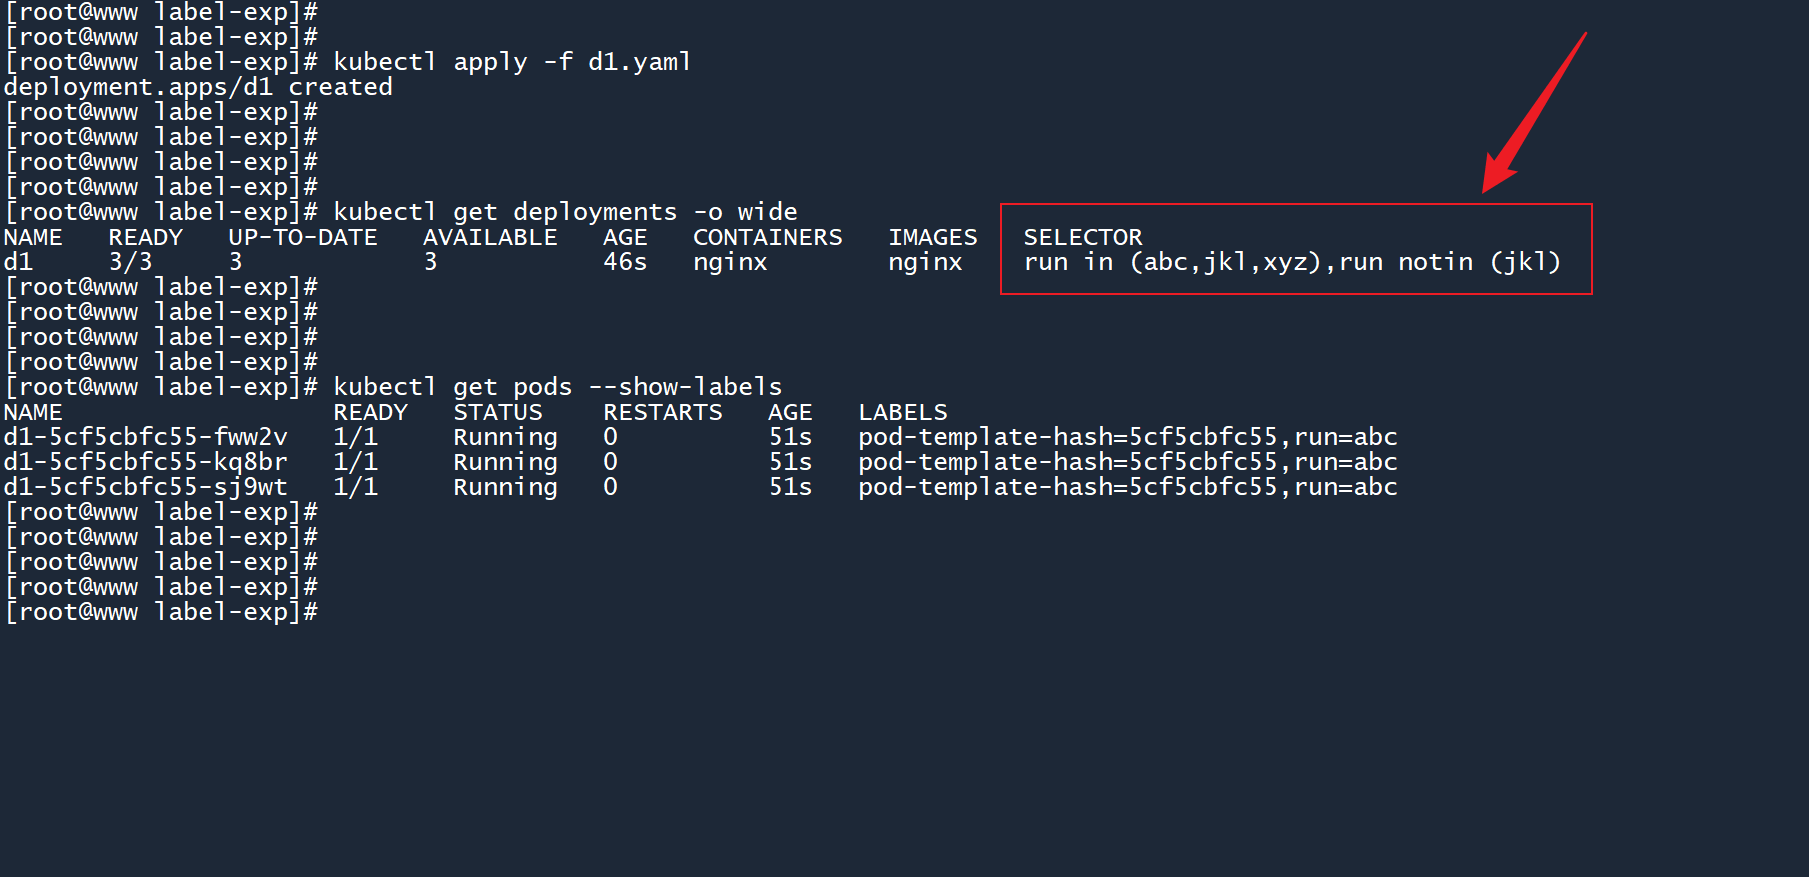 [root@www label-exp]#
[root@www label-exp]#
[root@www label-exp]# kubectl apply -f d1.yaml
deployment.apps/d1 created
[root@www label-exp]#
[root@www label-exp]#
[root@www label-exp]#
[root@www label-exp]#
[root@www label-exp]# kubectl get deployments -o wide
NAME   READY   UP-TO-DATE   AVAILABLE   AGE   CONTAINERS   IMAGES   SELECTOR
d1     3/3     3            3           46s   nginx        nginx    run in (abc,jkl,xyz),run notin (jkl)
[root@www label-exp]#
[root@www label-exp]#
[root@www label-exp]#
[root@www label-exp]#
[root@www label-exp]# kubectl get pods --show-labels
NAME                  READY   STATUS    RESTARTS   AGE   LABELS
d1-5cf5cbfc55-fww2v   1/1     Running   0          51s   pod-template-hash=5cf5cbfc55,run=abc
d1-5cf5cbfc55-kq8br   1/1     Running   0          51s   pod-template-hash=5cf5cbfc55,run=abc
d1-5cf5cbfc55-sj9wt   1/1     Running   0          51s   pod-template-hash=5cf5cbfc55,run=abc
[root@www label-exp]#
[root@www label-exp]#
[root@www label-exp]#
[root@www label-exp]#
[root@www label-exp]#